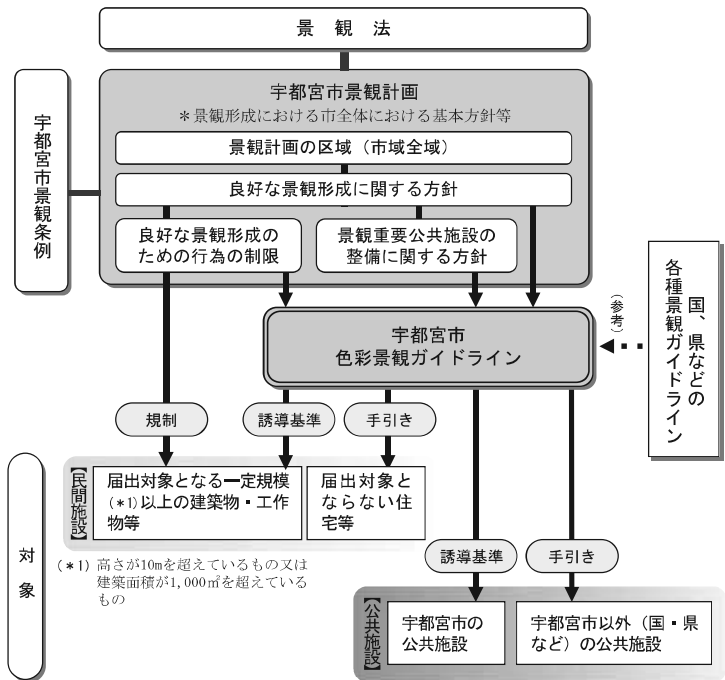 景 観 法
宇都宮市景観条例
宇都宮市景観計画
＊景観形成における市全体における基本方針等
景観計画の区域（市域全域）
良好な景観形成に関する方針
良好な景観形成の
ための行為の制限
景観重要公共施設の
整備に関する方針
宇都宮市
色彩景観ガイドライン
（参考）
国、県などの
各種景観ガイドライン
規制
誘導基準
手引き
対 象
【民間施設】
届出対象となる一定規模
(＊1)以上の建築物・工作
物等
届出対象と
ならない住
宅等
(＊1) 高さが10mを超えているもの又は
建築面積が1,000㎡を超えている
もの
誘導基準
手引き
【公共施設】
宇都宮市の
公共施設
宇都宮市以外（国・県
など）の公共施設